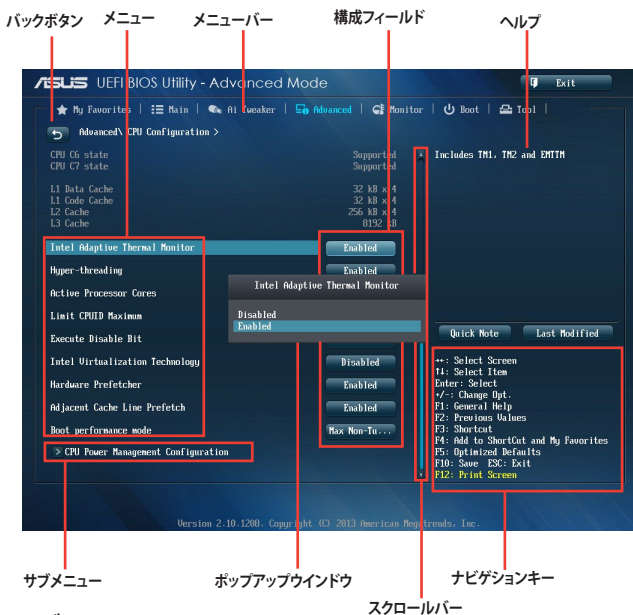 バックボタン
メニュー
メニューバー
構成フィールド
ヘルプ
ASUS UEFI BIOS Utility - Advanced Mode
Exit
My Favorites
Main
Ai Tweaker
Advanced
Monitor
Boot
Tool
Advanced\ CPU Configuration >
CPU C6 state Supported
CPU C7 state Supported
L1 Data Cache 32 kB x 4
L1 Code Cache 32 kB x 4
L2 Cache 256 kB x 4
L3 Cache 8192 kB
Includes TM1, TM2 and EMTTM
Intel Adaptive Thermal Monitor Enabled
Hyper-threading Enabled
Active Processor Cores
Limit CPUID Maximum
Execute Disable Bit
Intel Adaptive Thermal Monitor
Disabled
Enabled
Intel Virtualization Technology Disabled
Hardware Prefetcher Enabled
Adjacent Cache Line Prefetch Enabled
Boot performance mode Max Non-Tu...
> CPU Power Management Configuration
Quick Note
Last Modified
→←: Select Screen
↑↓: Select Item
Enter: Select
+/-: Change Opt.
F1: General Help
F2: Previous Values
F3: Shortcut
F4: Add to ShortCut and My Favorites
F5: Optimized Defaults
F10: Save ESC: Exit
F12: Print Screen
Version 2.10.1208. Copyright (C) 2013 American Megatrends, Inc.
サブメニュー
ポップアップウインドウ
スクロールバー
ナビゲションキー